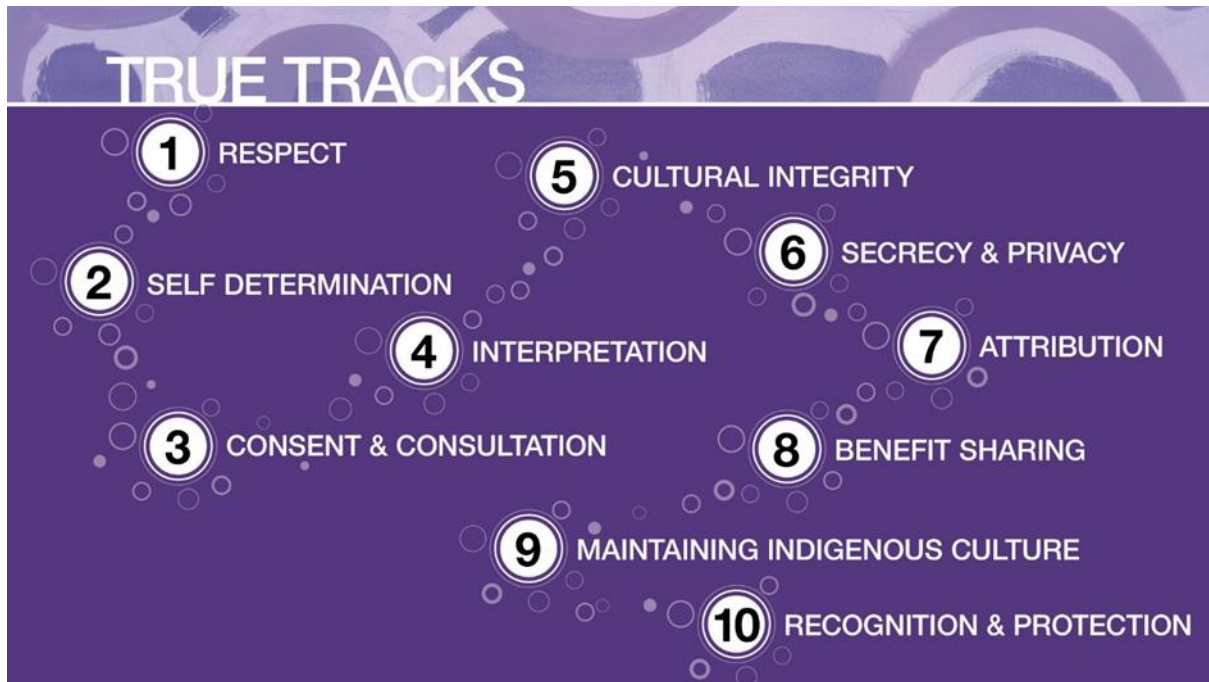 TRUE TRACKS
1 RESPECT
2 SELF DETERMINATION
3 CONSENT & CONSULTATION
4 INTERPRETATION
5 CULTURAL INTEGRITY
6 SECRECY & PRIVACY
7 ATTRIBUTION
8 BENEFIT SHARING
9 MAINTAINING INDIGENOUS CULTURE
10 RECOGNITION & PROTECTION